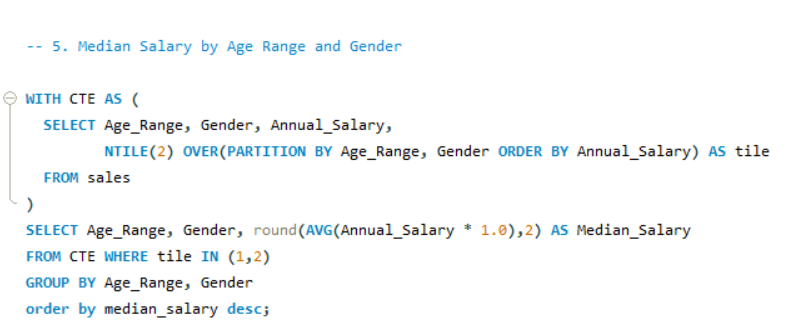 -- 5. Median Salary by Age Range and Gender
WITH CTE AS (
SELECT Age_Range, Gender, Annual_Salary,
NTILE(2) OVER(PARTITION BY Age_Range, Gender ORDER BY Annual_Salary) AS tile
FROM sales
)
SELECT Age_Range, Gender, round(AVG(Annual_Salary * 1.0),2) AS Median_Salary
FROM CTE WHERE tile IN (1,2)
GROUP BY Age_Range, Gender
order by median_salary desc;